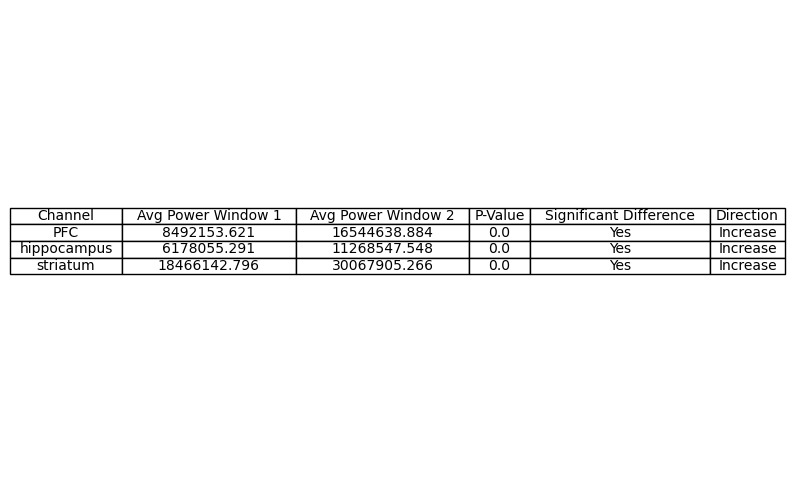 Channel Avg Power Window 1 Avg Power Window 2 P-Value Significant Difference Direction
PFC 8492153.621 16544638.884 0.0 Yes Increase
hippocampus 6178055.291 11268547.548 0.0 Yes Increase
striatum 18466142.796 30067905.266 0.0 Yes Increase